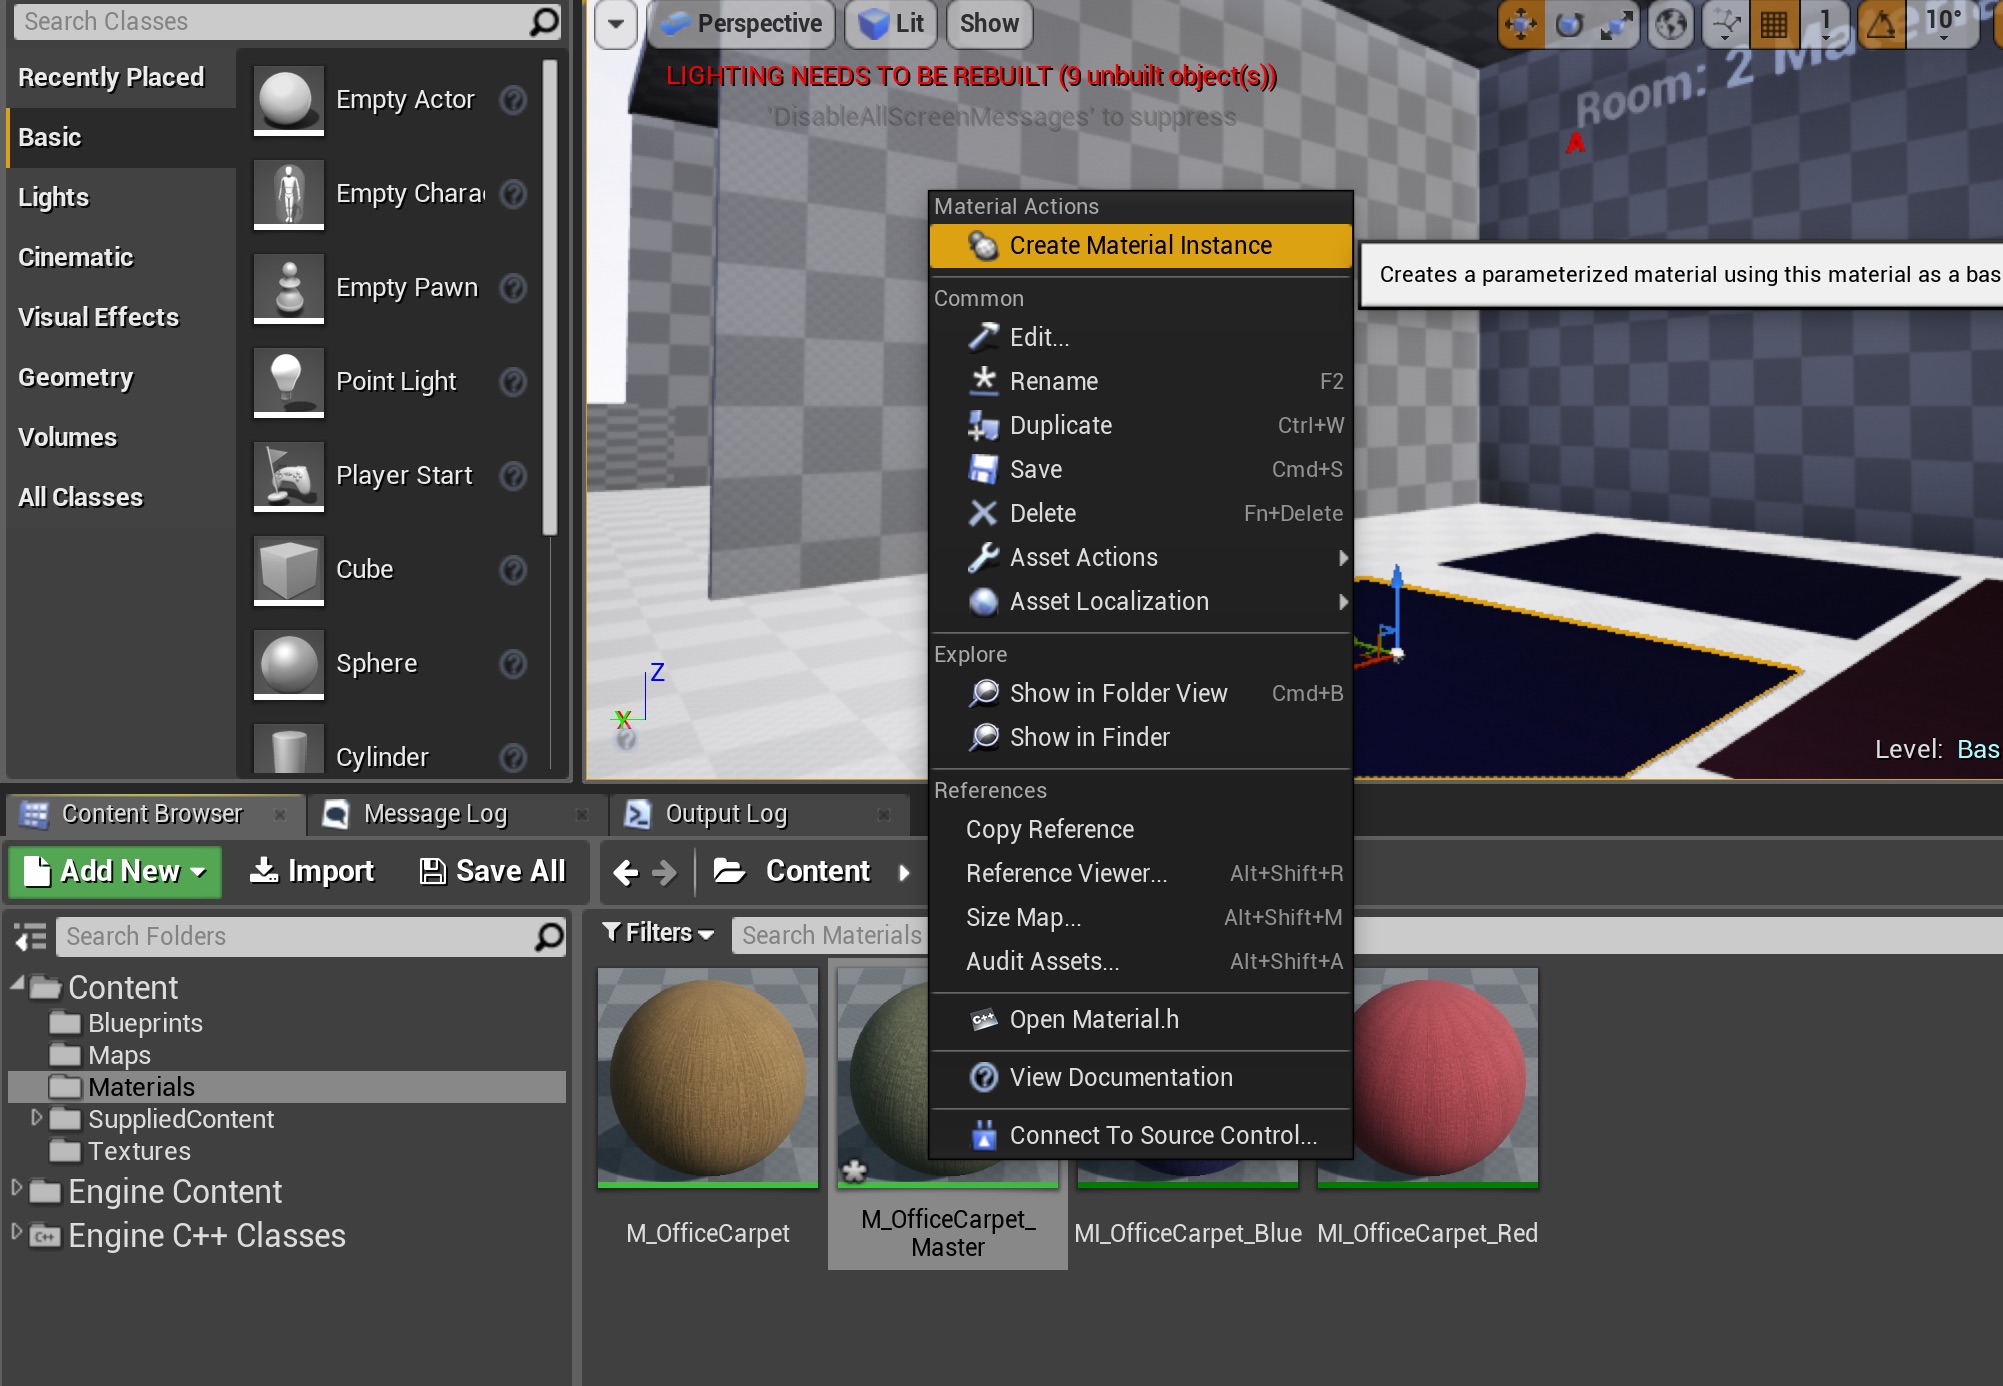 Search Classes
Recently Placed
Basic
Lights
Cinematic
Visual Effects
Geometry
Volumes
All Classes
Empty Actor
Empty Chara
Empty Pawn
Point Light
Player Start
Cube
Sphere
Cylinder
Perspective
Lit
Show
1
10°
LIGHTING NEEDS TO BE REBUILT (9 unbuilt object(s))
'DisableAllScreenMessages' to suppress
Room: 2 Mate
A
Z
X
Level: Bas
Material Actions
Create Material Instance
Creates a parameterized material using this material as a bas
Common
Edit...
Rename F2
Duplicate Ctrl+W
Save Cmd+S
Delete Fn+Delete
Asset Actions
Asset Localization
Explore
Show in Folder View Cmd+B
Show in Finder
References
Copy Reference
Reference Viewer... Alt+Shift+R
Size Map... Alt+Shift+M
Audit Assets... Alt+Shift+A
C++ Open Material.h
View Documentation
Connect To Source Control...
Content Browser
Message Log
Output Log
Add New
Import
Save All
Content
Search Folders
Filters
Search Materials
Content
Blueprints
Maps
Materials
SuppliedContent
Textures
Engine Content
C++ Engine C++ Classes
M_OfficeCarpet
M_OfficeCarpet_
Master
MI_OfficeCarpet_Blue
MI_OfficeCarpet_Red